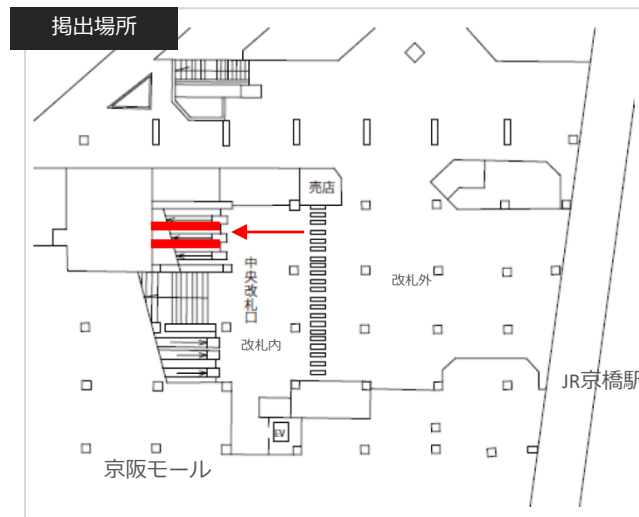 掲出場所
売店
中央改札口
改札外
改札内
JR京橋駅
EV
京阪モール